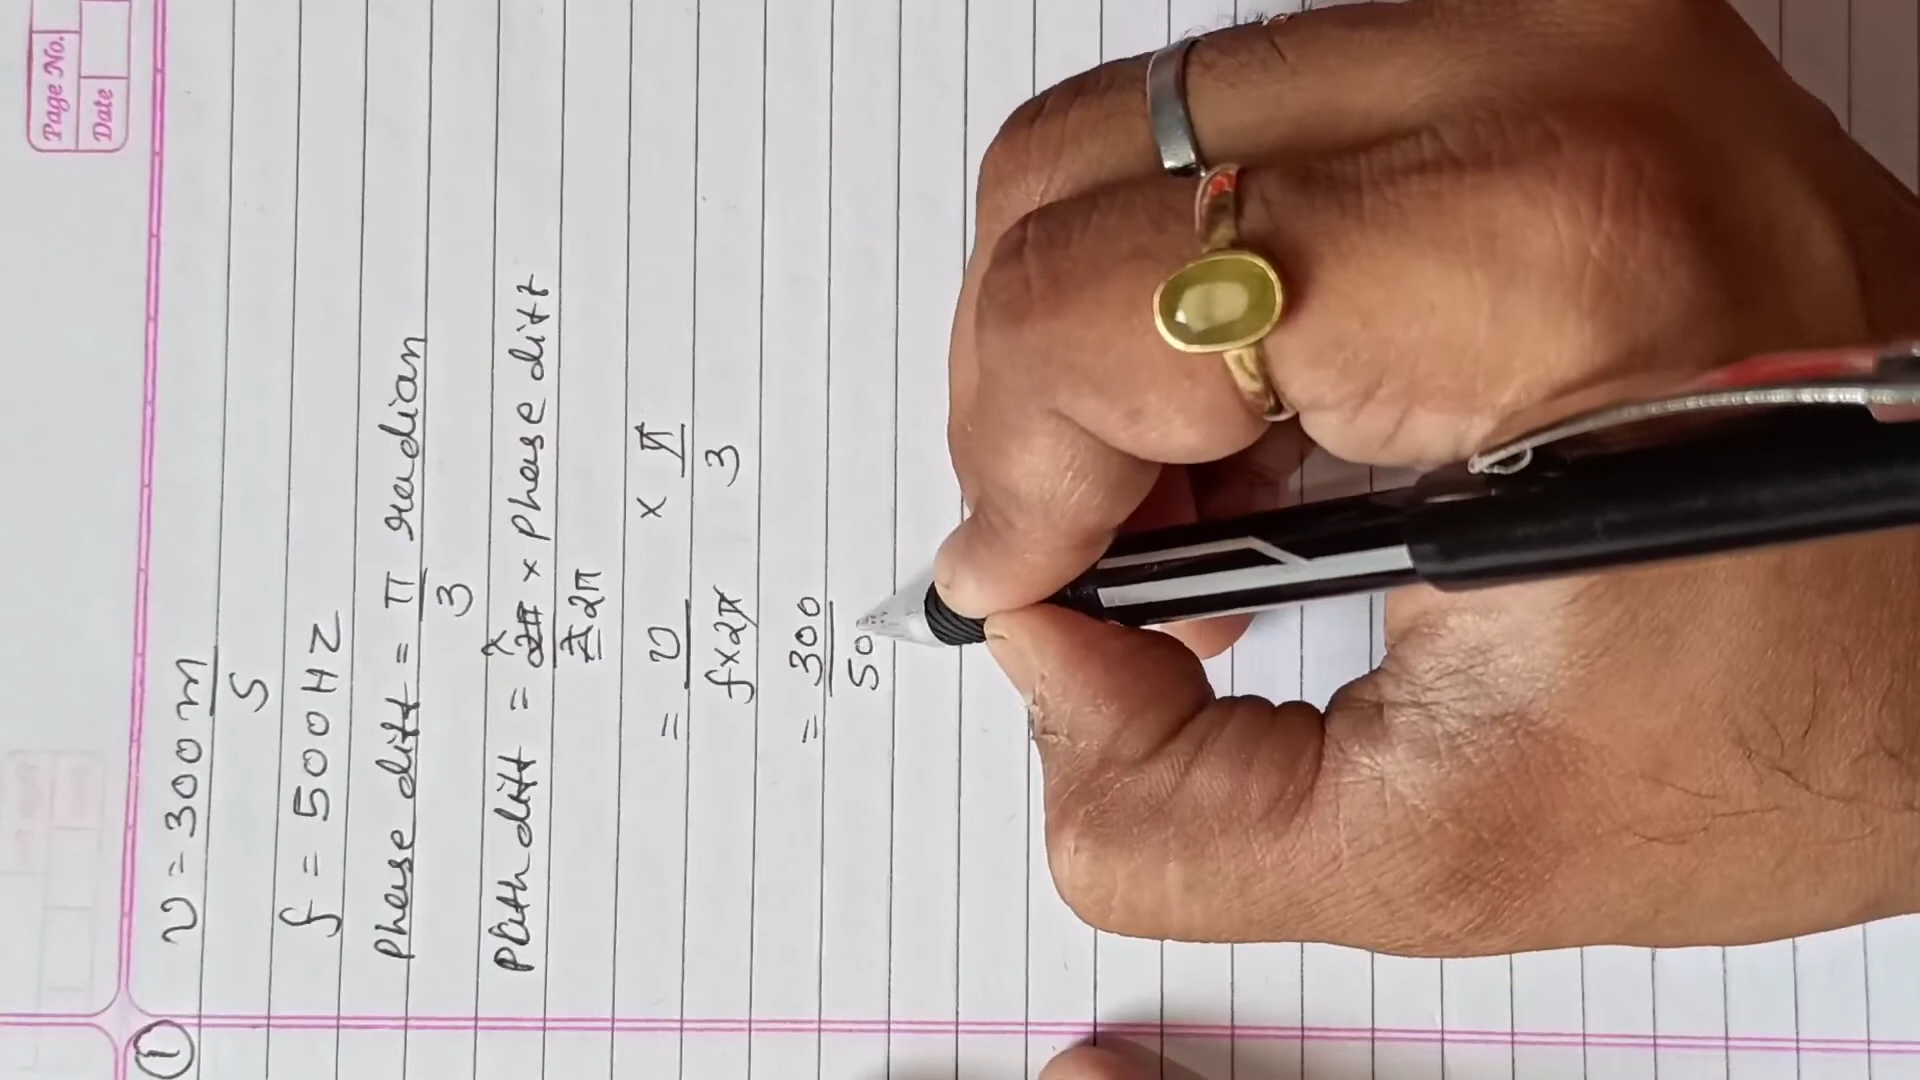 Page No.
Date
①
v = 300 m
s
f = 500 HZ
Phase diff = π radian
3
Path diff = λ x Phase diff
2π
= v x π
f x 2π 3
= 300
50